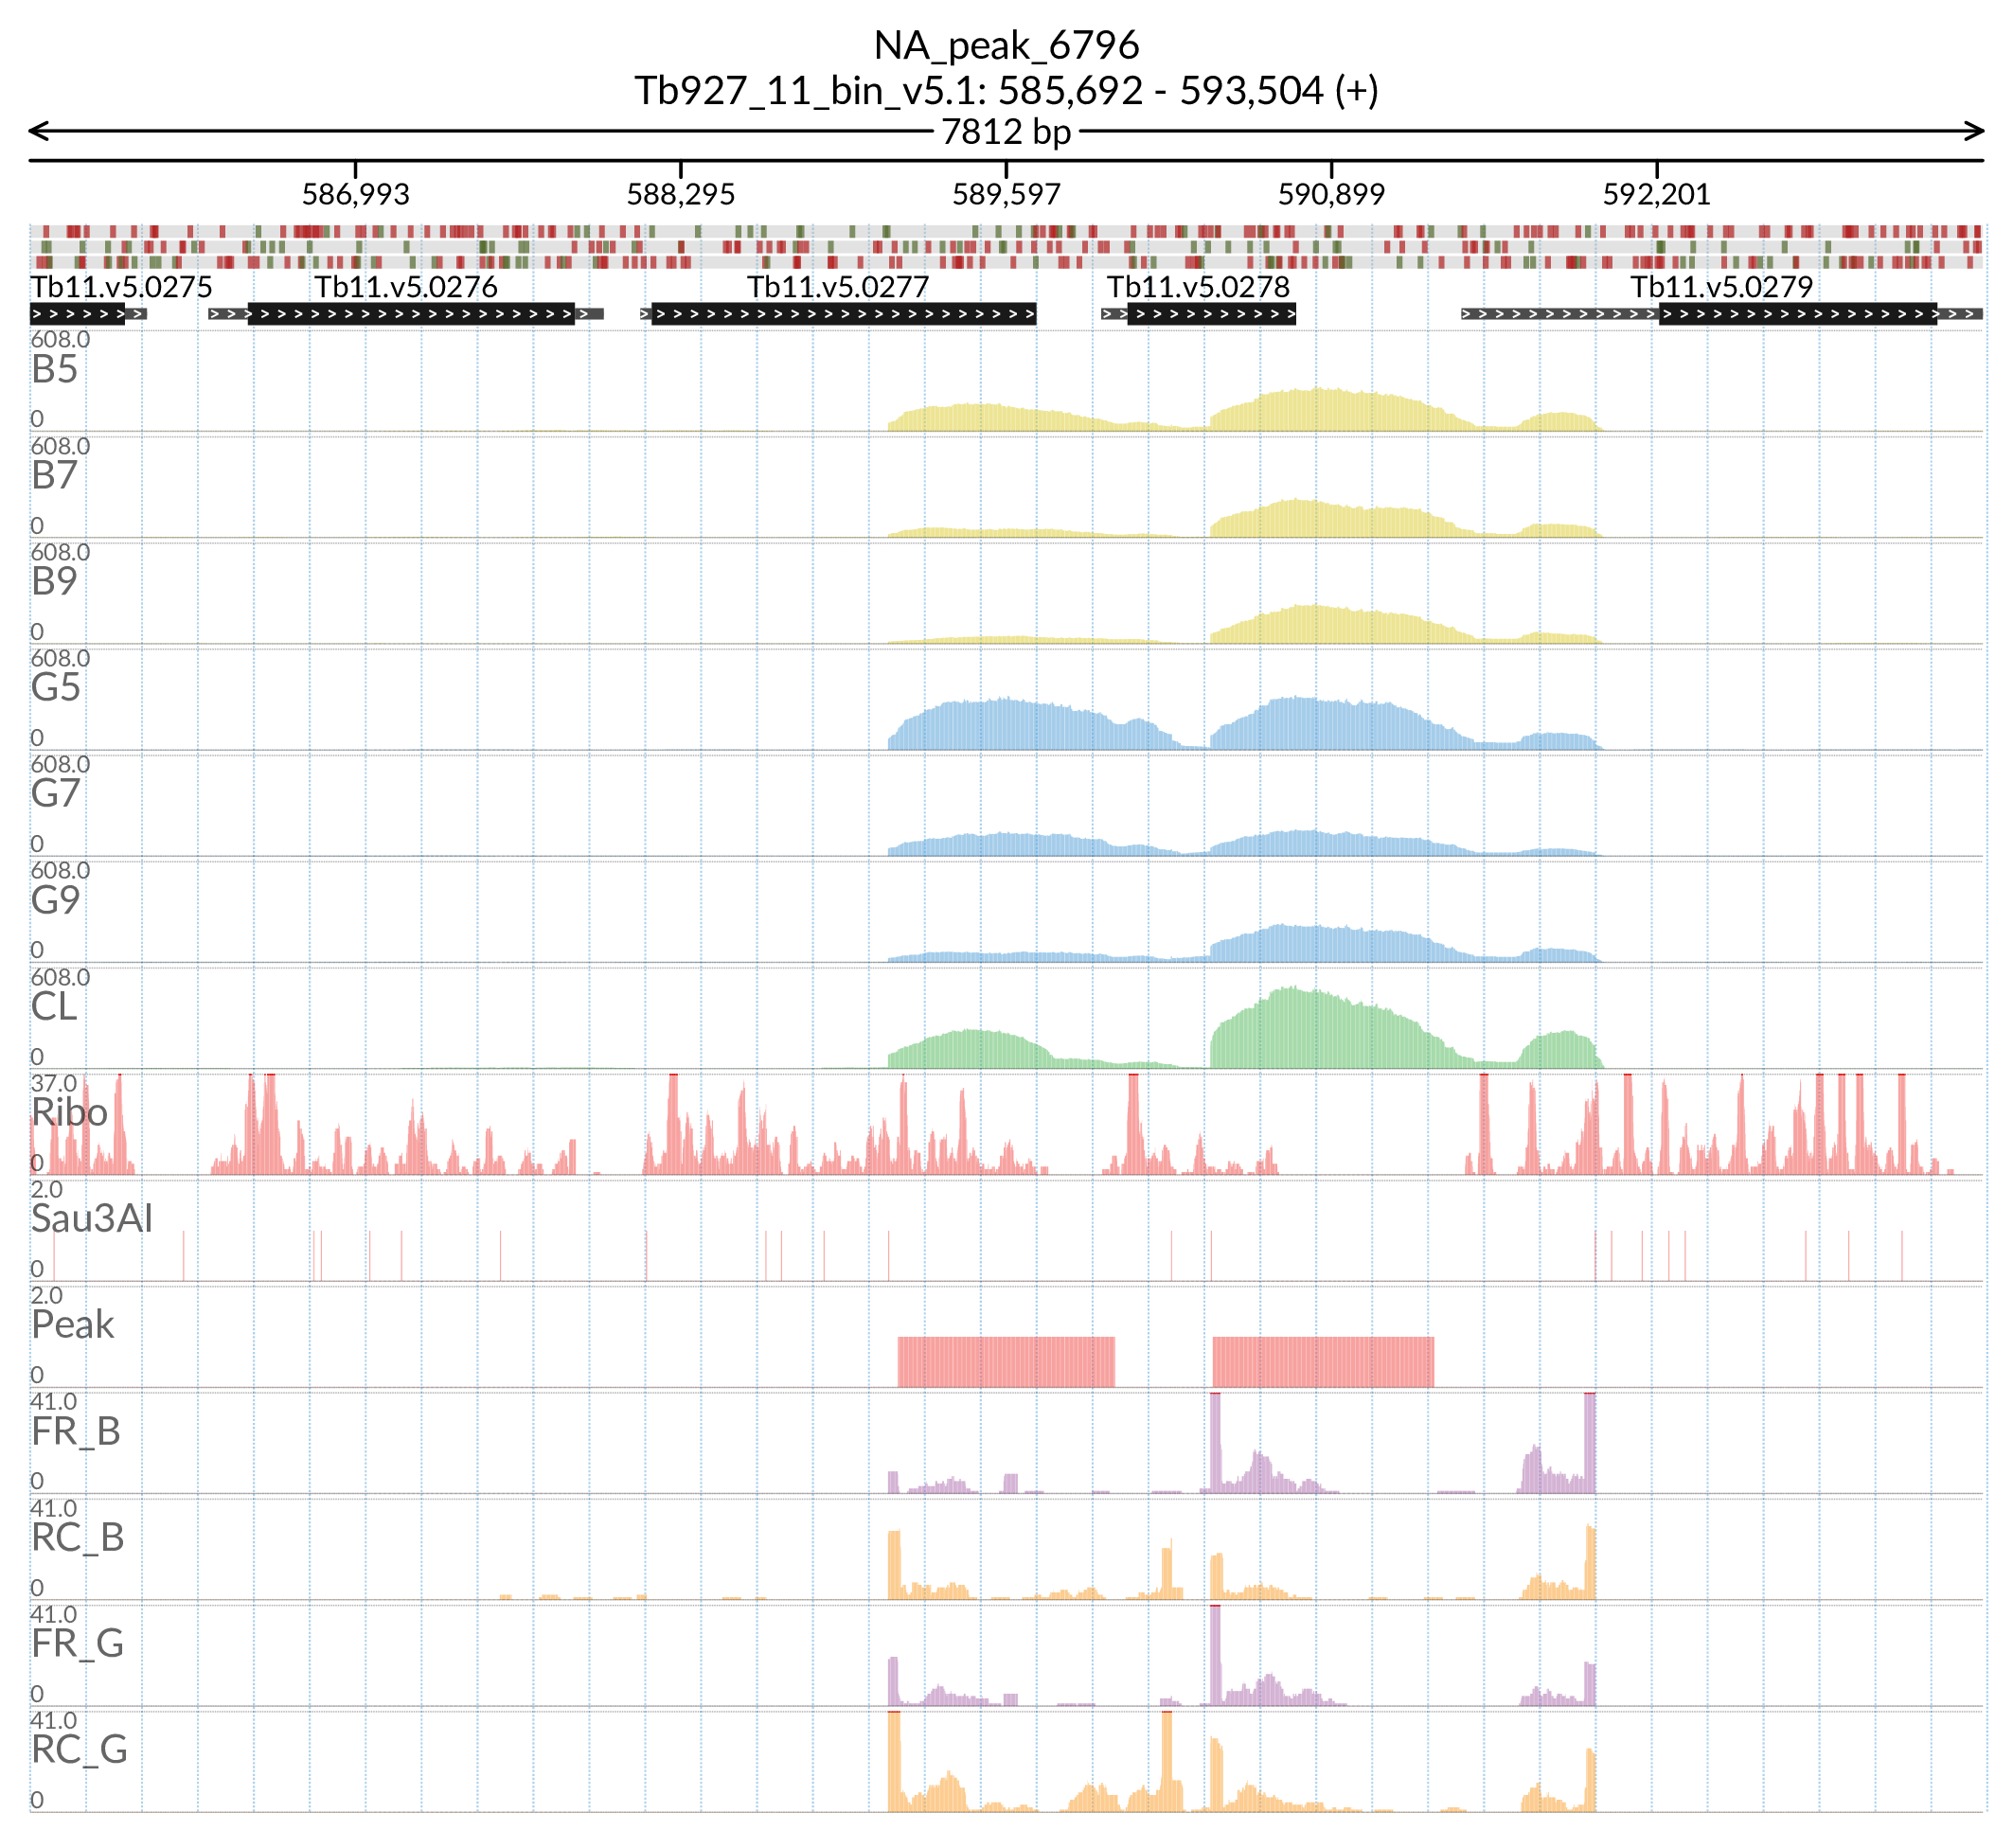 NA_peak_6796
Tb927_11_bin_v5.1: 585,692 - 593,504 (+)
7812 bp
586,993 588,295 589,597 590,899 592,201
Tb11.v5.0275 Tb11.v5.0276 Tb11.v5.0277 Tb11.v5.0278 Tb11.v5.0279
608.0
B5
0
608.0
B7
0
608.0
B9
0
608.0
G5
0
608.0
G7
0
608.0
G9
0
608.0
CL
0
37.0
Ribo
0
2.0
Sau3AI
0
2.0
Peak
0
41.0
FR_B
0
41.0
RC_B
0
41.0
FR_G
0
41.0
RC_G
0